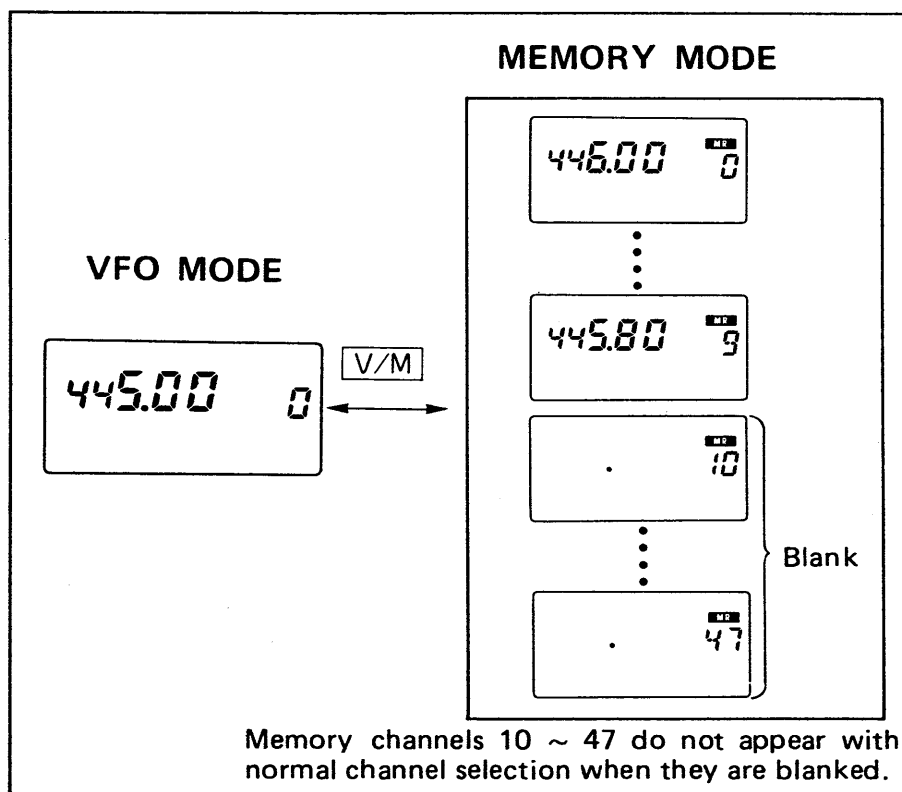 MEMORY MODE
446.00 MR 0
445.80 MR 9
VFO MODE
445.00 0
V/M
MR 10
Blank
MR 47
Memory channels 10 ~ 47 do not appear with
normal channel selection when they are blanked.